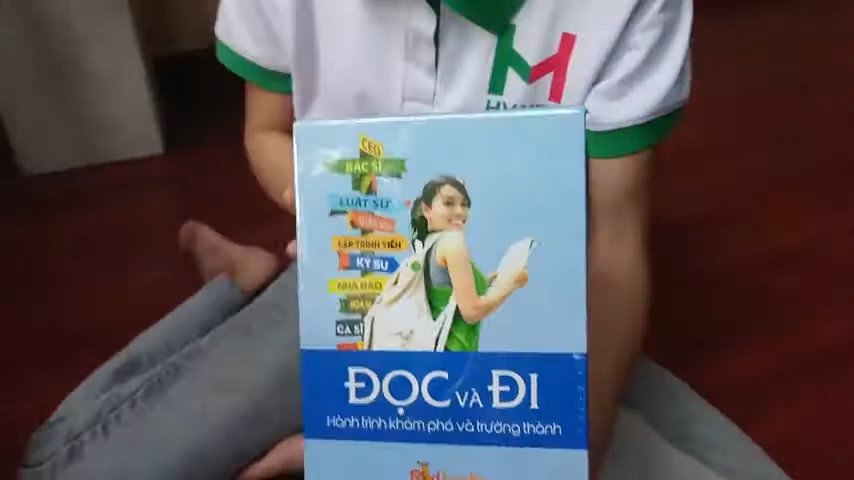 CEO
BÁC SĨ
LUẬT SƯ
LẬP TRÌNH VIÊN
KỸ SƯ
NHÀ BÁO
CA SĨ
ĐỌC VÀ ĐI
Hành trình khám phá và trưởng thành